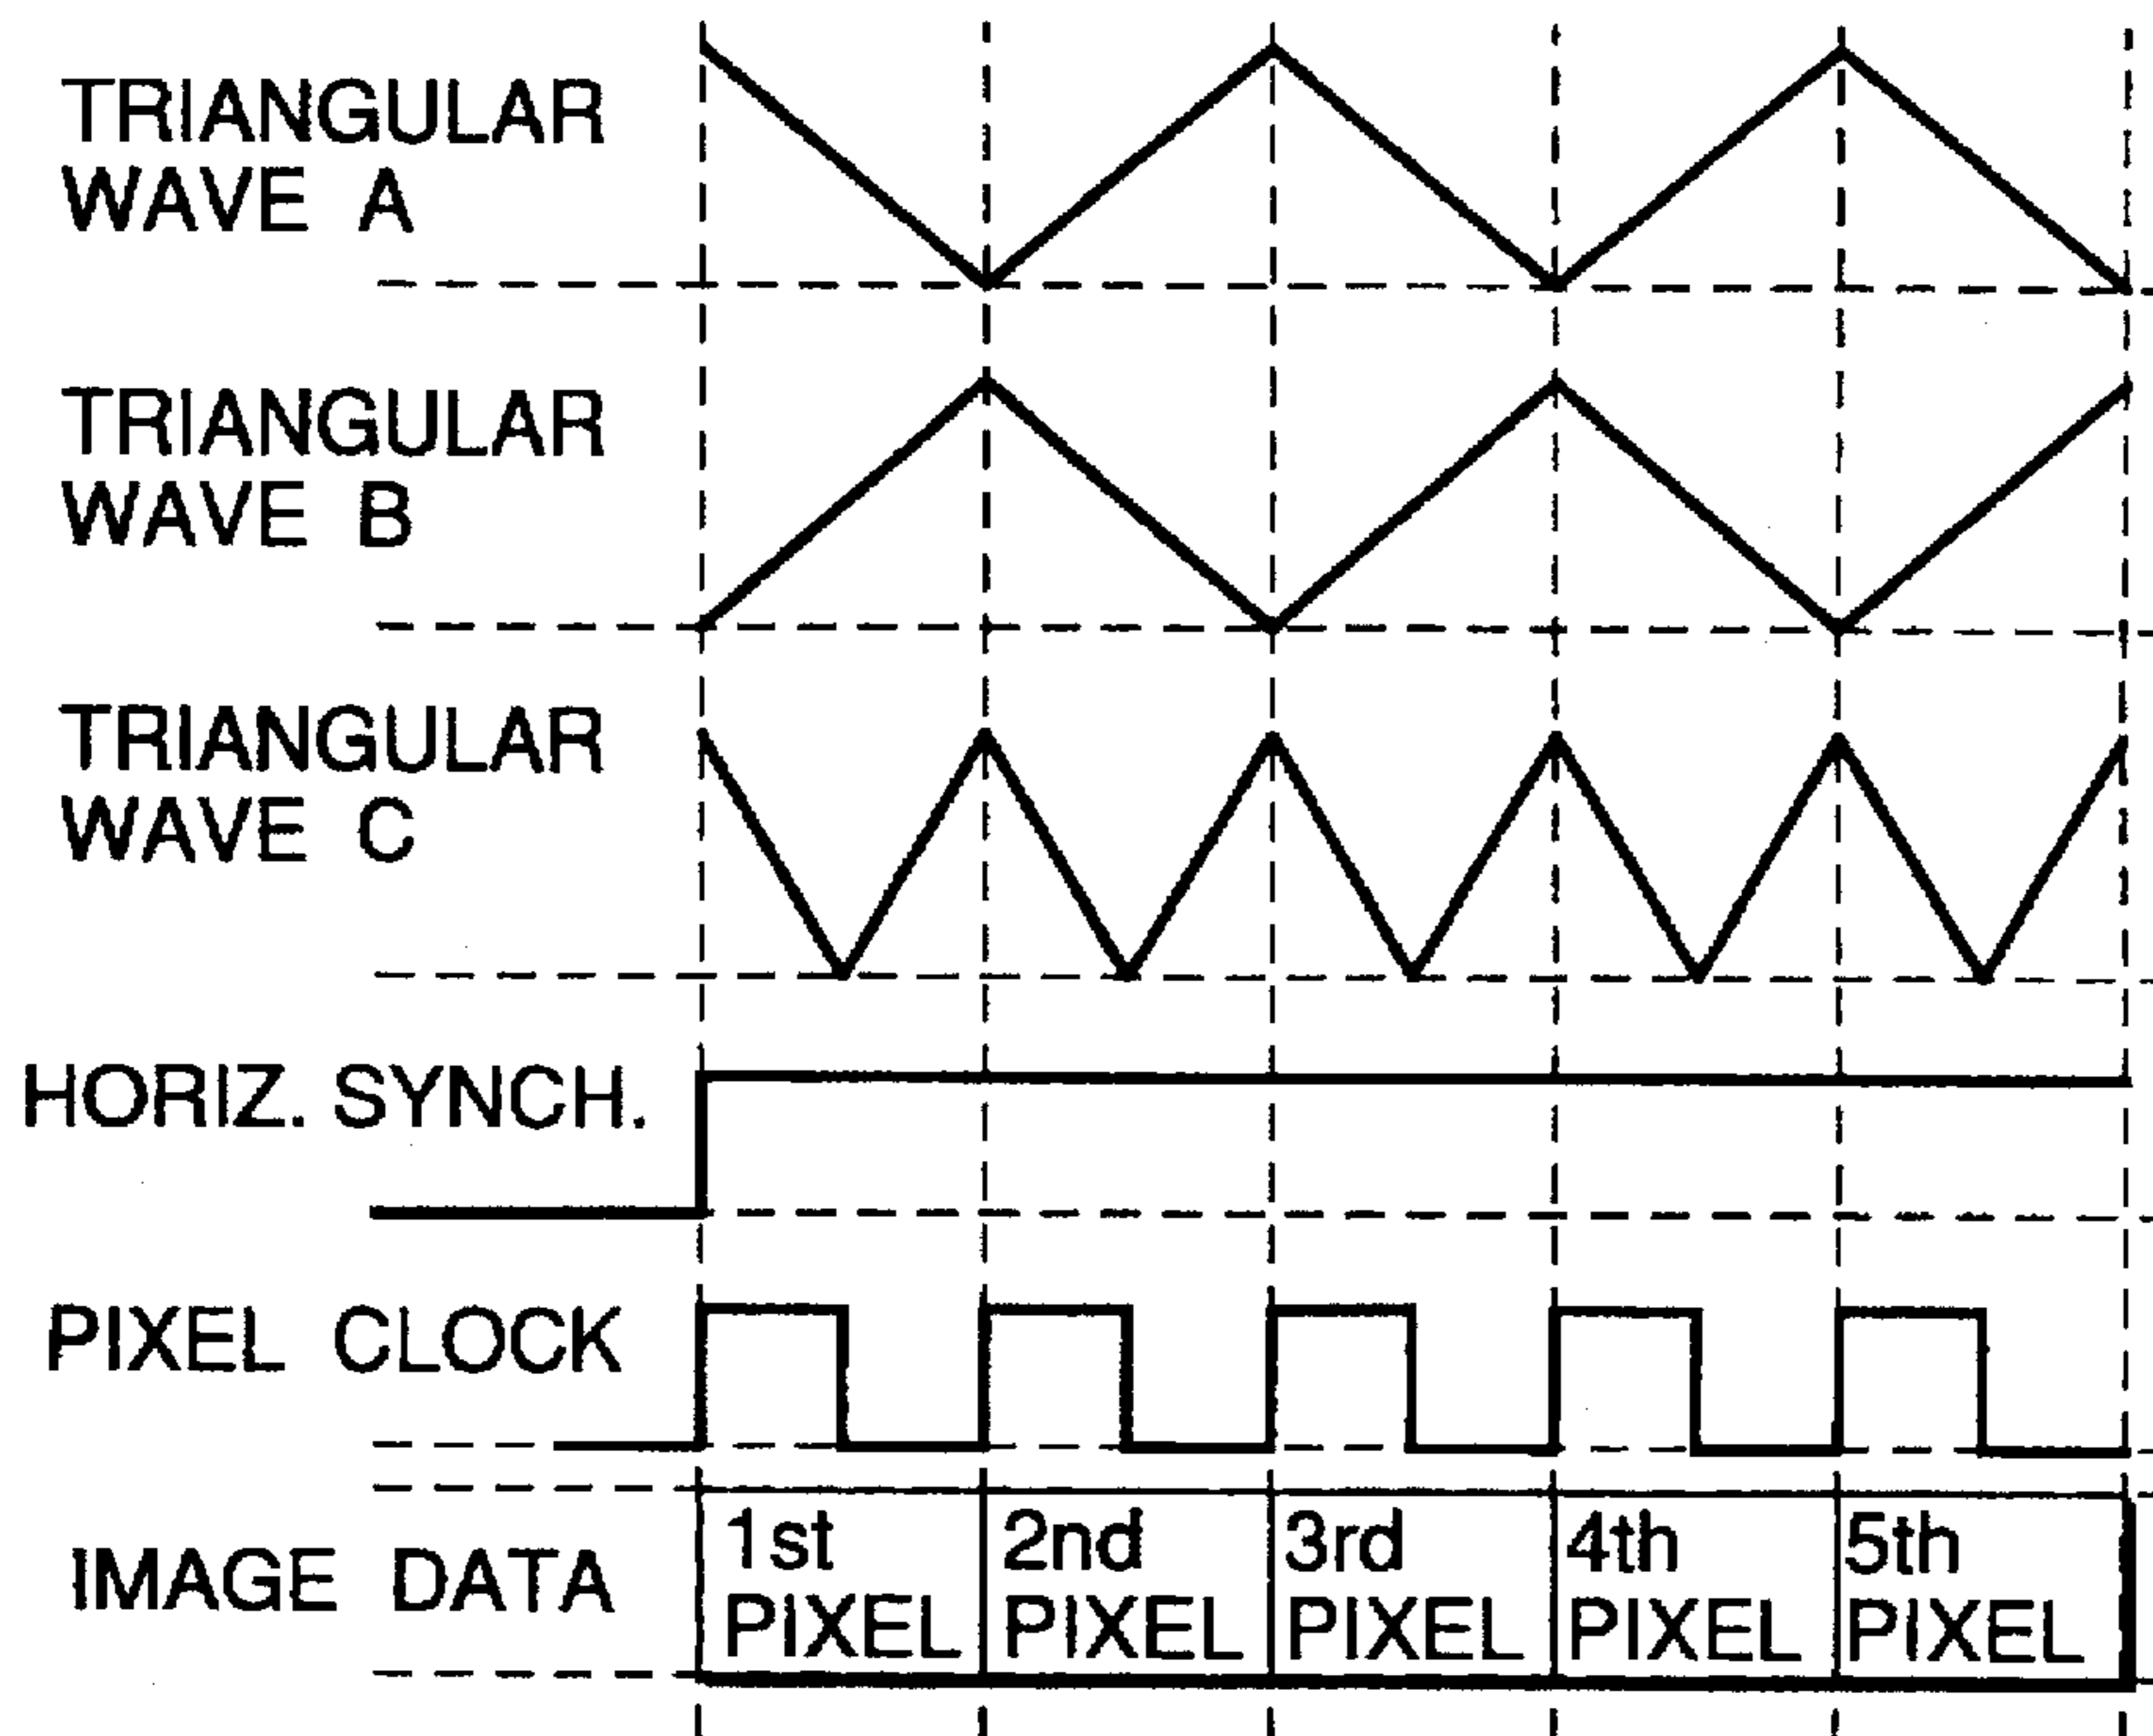 TRIANGULAR
WAVE A
TRIANGULAR
WAVE B
TRIANGULAR
WAVE C
HORIZ. SYNCH.
PIXEL CLOCK
IMAGE DATA
1st
PIXEL
2nd
PIXEL
3rd
PIXEL
4th
PIXEL
5th
PIXEL